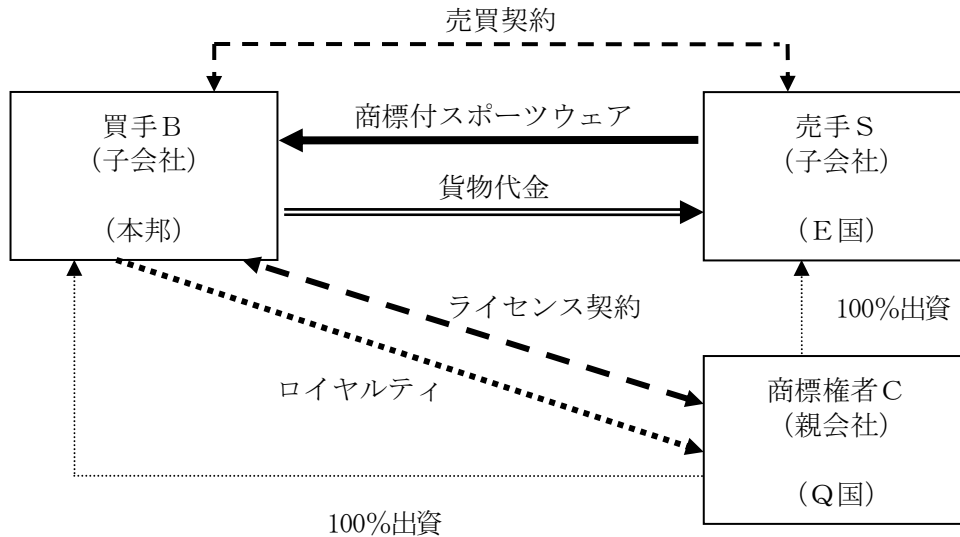 売買契約
買手Ｂ
（子会社）
（本邦）
商標付スポーツウェア
貨物代金
売手Ｓ
（子会社）
（Ｅ国）
ライセンス契約
ロイヤルティ
100％出資
商標権者Ｃ
（親会社）
（Ｑ国）
100％出資